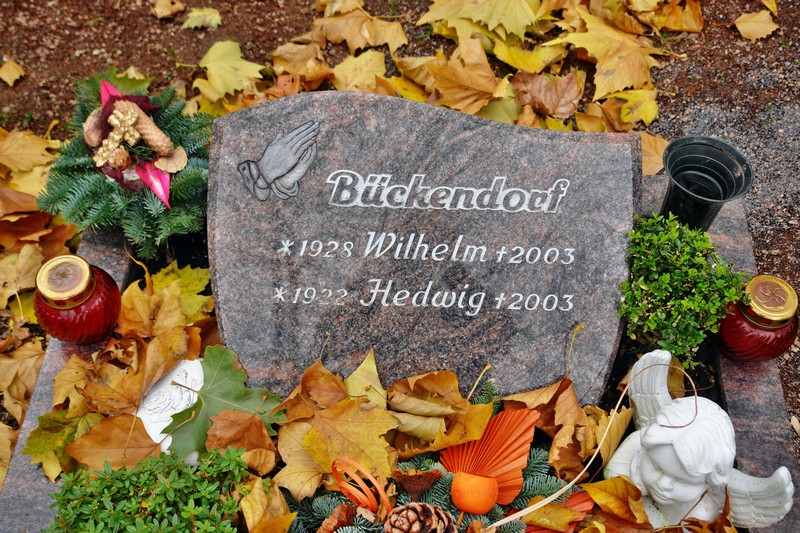 Bückendorf
*1928 Wilhelm †2003
*1922 Hedwig †2003